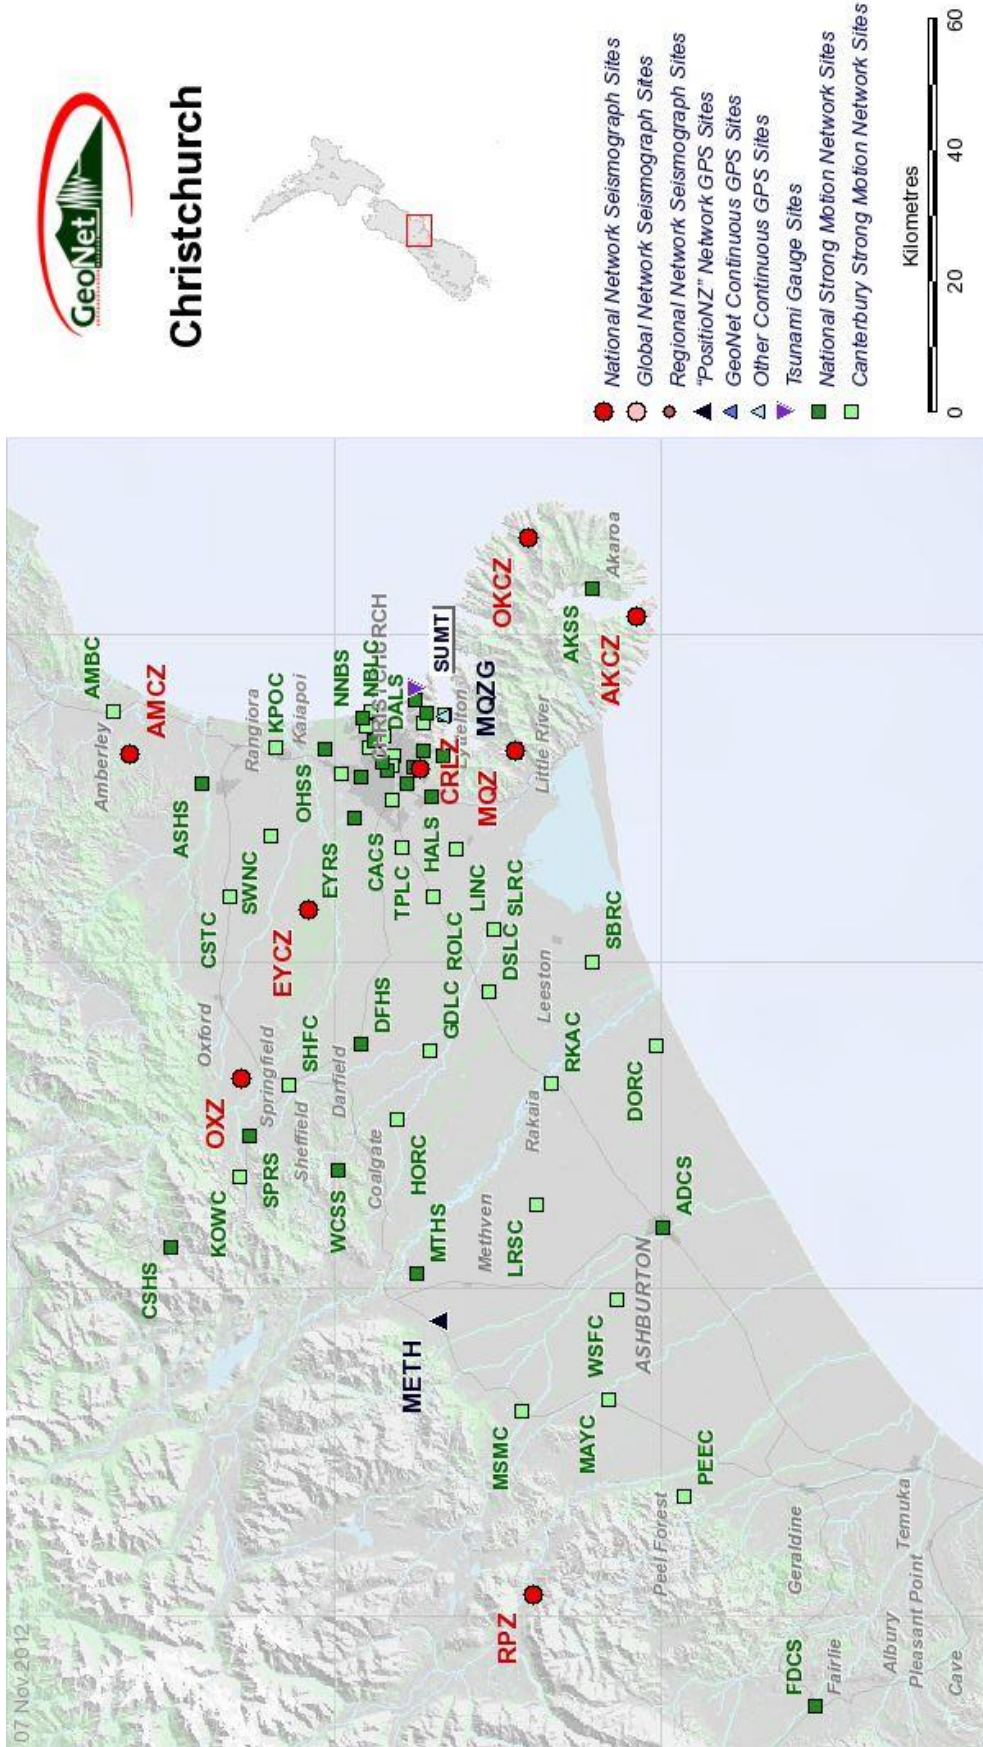 GeoNet
Christchurch
National Network Seismograph Sites
Global Network Seismograph Sites
Regional Network Seismograph Sites
"PositioNZ" Network GPS Sites
GeoNet Continuous GPS Sites
Other Continuous GPS Sites
Tsunami Gauge Sites
National Strong Motion Network Sites
Canterbury Strong Motion Network Sites
Kilometres
0 20 40 60
07 Nov 2012
AMBC
Amberley
AMCZ
ASHS
Rangiora
KPOC
Kaiapoi
CSTC
SWNC
OHSS
NNBS
NBLC
CHRISTCHURCH
DALS
SUMT
Oxford
EYCZ
EYRS
CACS
TPLC
HALS
CRLZ
Lyttelton
MQZG
MQZ
OKCZ
OXZ
Springfield
SHFC
Sheffield
Darfield
DFHS
GDLC
ROLC
LINC
SLRC
DSLC
Little River
AKSS
Akaroa
AKCZ
CSHS
KOWC
SPRS
WCSS
Coalgate
HORC
MTHS
Methven
LRSC
Rakaia
RKAC
Leeston
SBRC
DORC
METH
MSMC
MAYC
WSFC
ASHBURTON
ADCS
RPZ
Peel Forest
PEEC
FDCS
Fairlie
Geraldine
Albury
Pleasant Point
Temuka
Cave